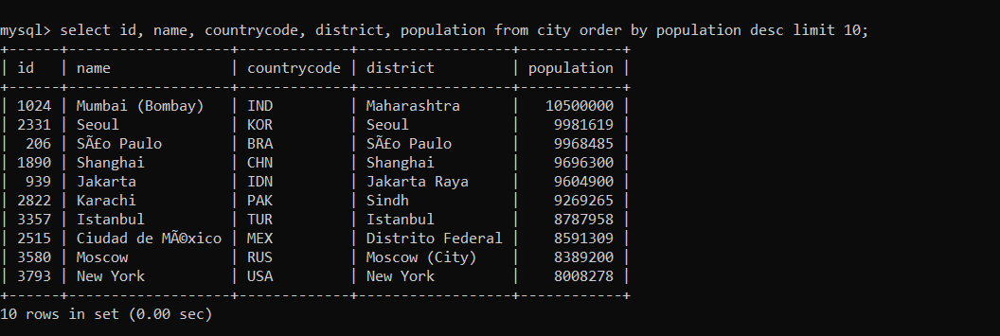 mysql> select id, name, countrycode, district, population from city order by population desc limit 10;
+------+-------------------+-------------+------------------+------------+
| id   | name              | countrycode | district         | population |
+------+-------------------+-------------+------------------+------------+
| 1024 | Mumbai (Bombay)   | IND         | Maharashtra      |   10500000 |
| 2331 | Seoul             | KOR         | Seoul            |    9981619 |
|  206 | SÃ£o Paulo        | BRA         | SÃ£o Paulo       |    9968485 |
| 1890 | Shanghai          | CHN         | Shanghai         |    9696300 |
|  939 | Jakarta           | IDN         | Jakarta Raya     |    9604900 |
| 2822 | Karachi           | PAK         | Sindh            |    9269265 |
| 3357 | Istanbul          | TUR         | Istanbul         |    8787958 |
| 2515 | Ciudad de MÃ©xico | MEX         | Distrito Federal |    8591309 |
| 3580 | Moscow            | RUS         | Moscow (City)    |    8389200 |
| 3793 | New York          | USA         | New York         |    8008278 |
+------+-------------------+-------------+------------------+------------+
10 rows in set (0.00 sec)